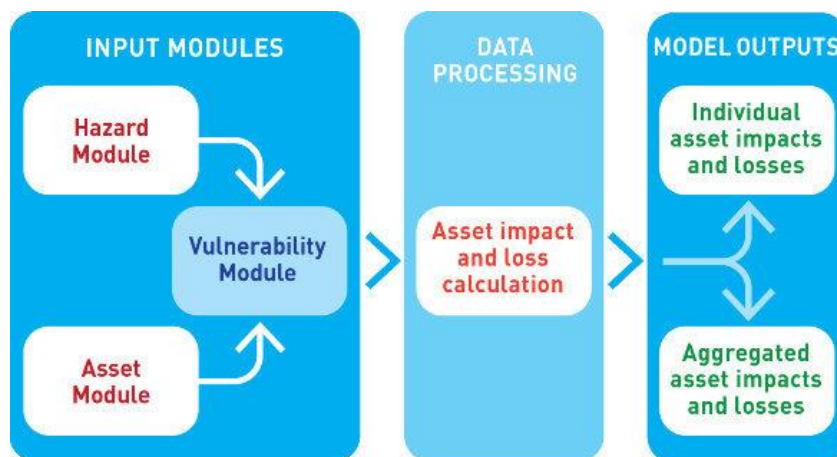 INPUT MODULES
Hazard
Module
Vulnerability
Module
Asset
Module
DATA
PROCESSING
Asset impact
and loss
calculation
MODEL OUTPUTS
Individual
asset impacts
and losses
Aggregated
asset impacts
and losses